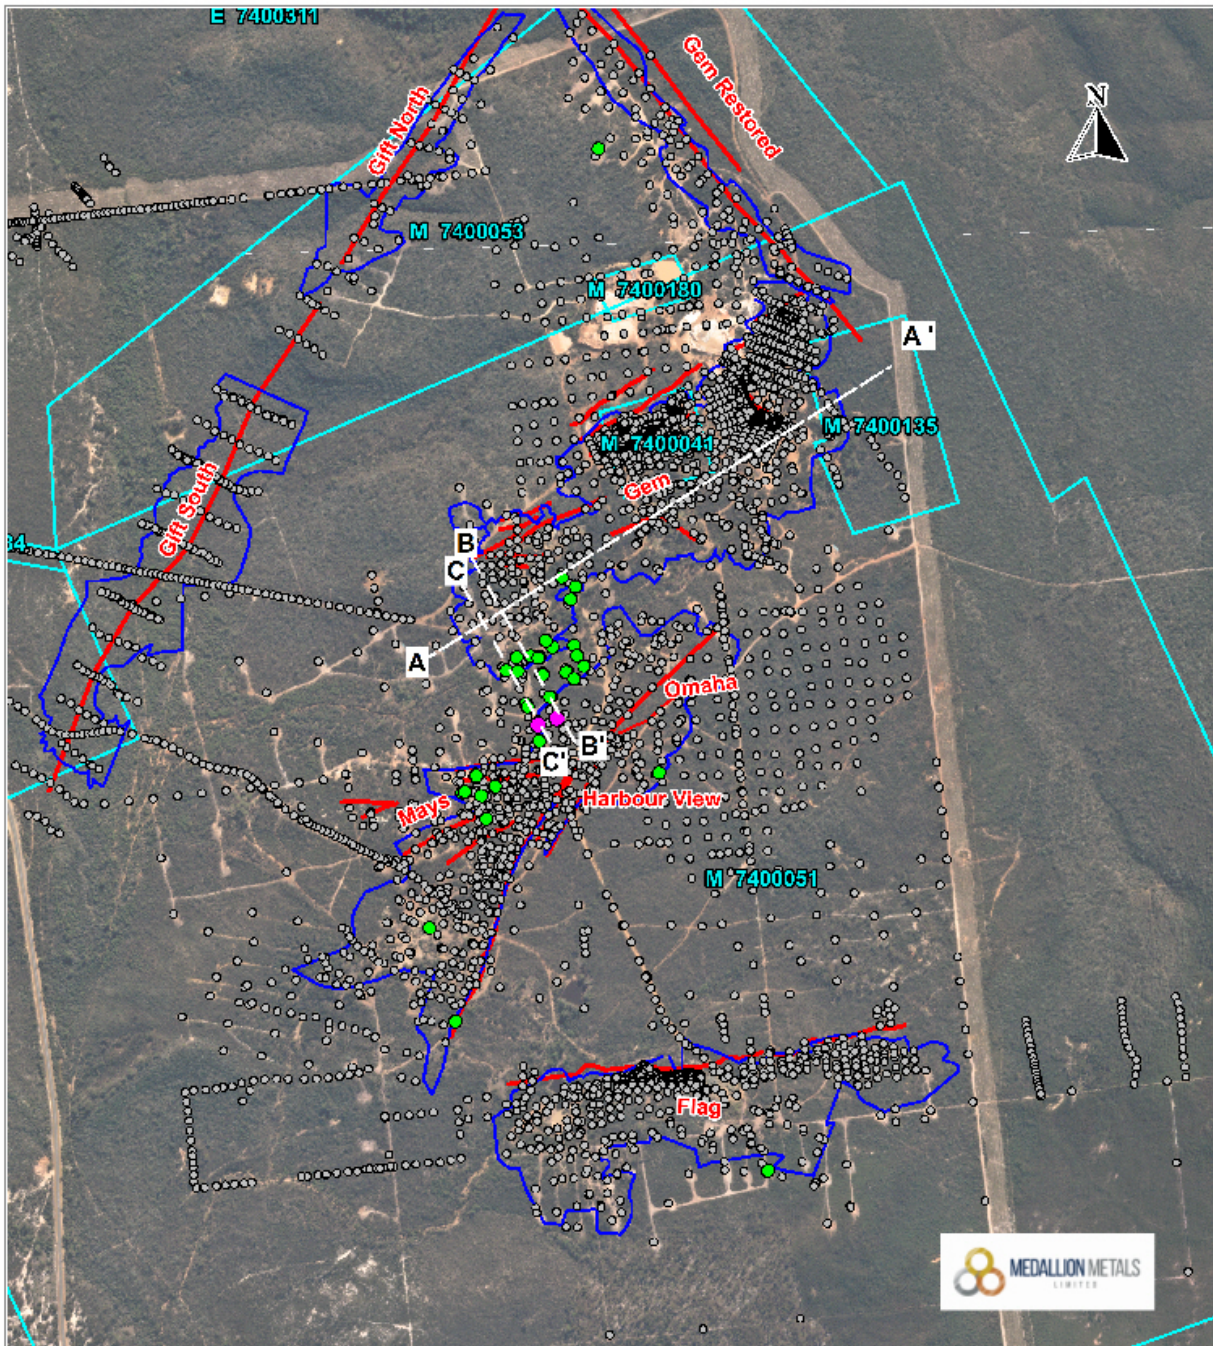 E 7400311
Gem Restored
N
Gift North
M 7400053
M 7400180
A'
M 7400135
M 7400041
Gem
Gift South
B
34
C
A
Omaha
B'
C'
Harbour View
Mays
M 7400051
Flag
MEDALLION METALS
LIMITED